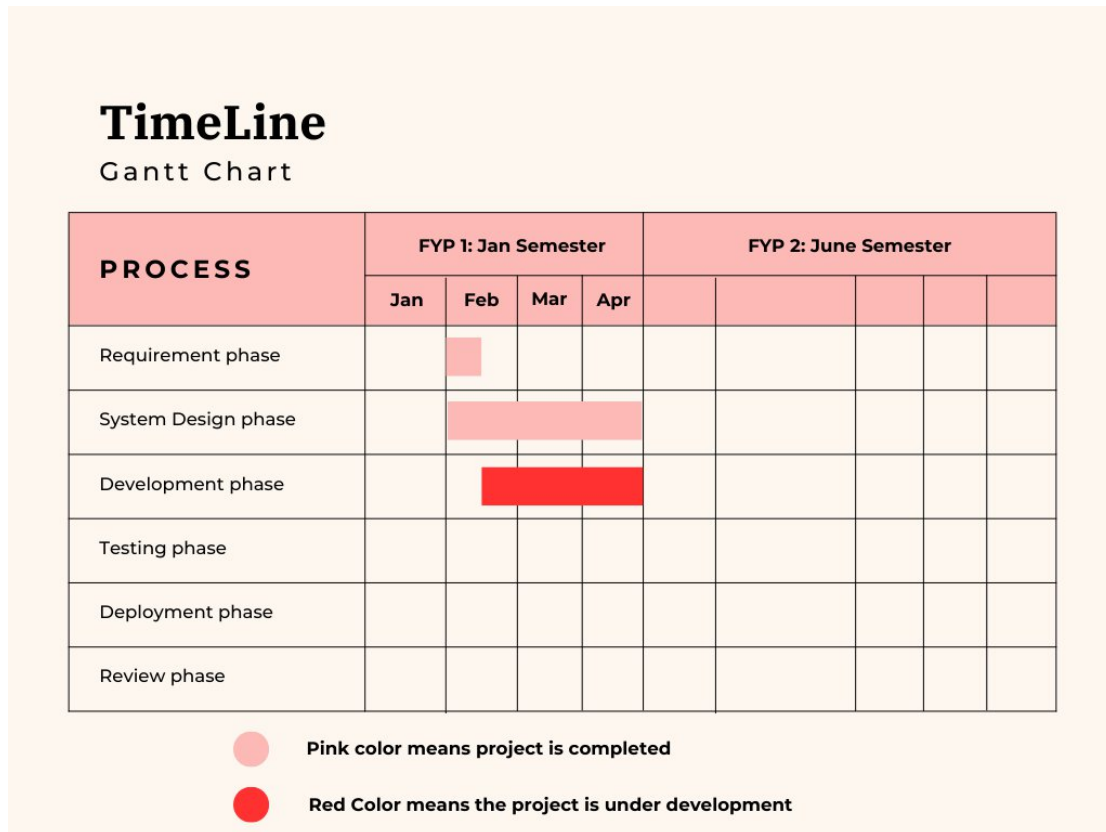 TimeLine
Gantt Chart
PROCESS
FYP 1: Jan Semester
FYP 2: June Semester
Jan
Feb
Mar
Apr
Requirement phase
System Design phase
Development phase
Testing phase
Deployment phase
Review phase
Pink color means project is completed
Red Color means the project is under development